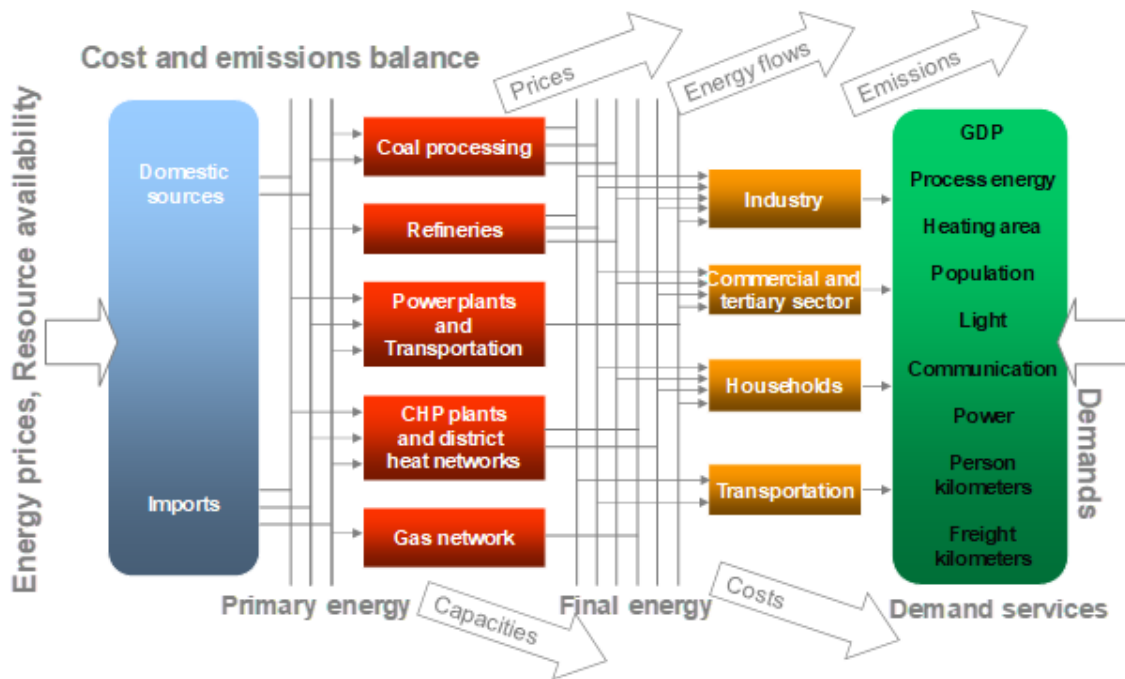 Cost and emissions balance
Prices
Energy flows
Emissions
Energy prices, Resource availability
Domestic
sources
Imports
Coal processing
Refineries
Power plants
and
Transportation
CHP plants
and district
heat networks
Gas network
Industry
Commercial and
tertiary sector
Households
Transportation
GDP
Process energy
Heating area
Population
Light
Communication
Power
Person
kilometers
Freight
kilometers
Demands
Primary energy
Capacities
Final energy
Costs
Demand services